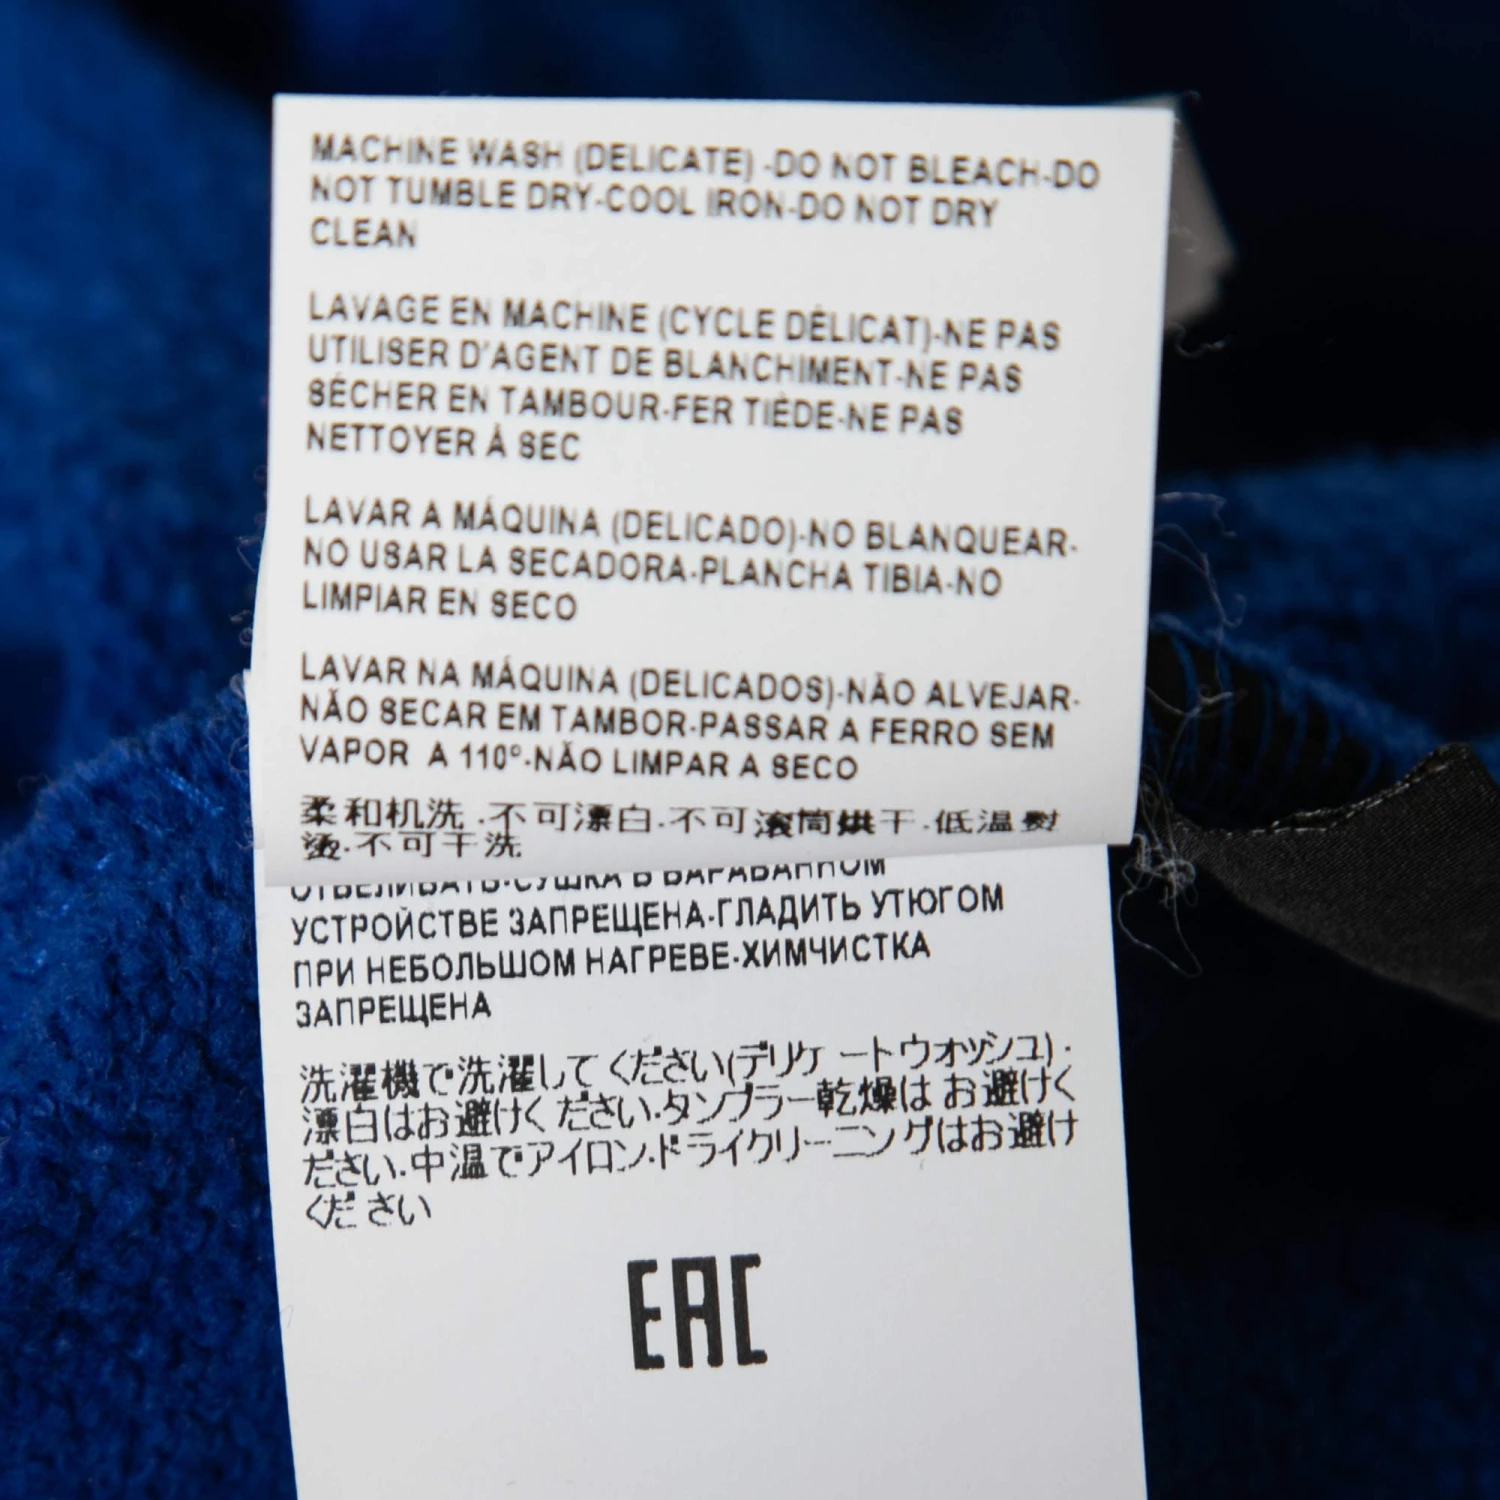 MACHINE WASH (DELICATE) -DO NOT BLEACH-DO
NOT TUMBLE DRY-COOL IRON-DO NOT DRY
CLEAN
LAVAGE EN MACHINE (CYCLE DÉLICAT)-NE PAS
UTILISER D'AGENT DE BLANCHIMENT-NE PAS
SÉCHER EN TAMBOUR-FER TIÈDE-NE PAS
NETTOYER À SEC
LAVAR A MÁQUINA (DELICADO)-NO BLANQUEAR-
NO USAR LA SECADORA-PLANCHA TIBIA-NO
LIMPIAR EN SECO
LAVAR NA MÁQUINA (DELICADOS)-NÃO ALVEJAR-
NÃO SECAR EM TAMBOR-PASSAR A FERRO SEM
VAPOR A 110°-NÃO LIMPAR A SECO
柔和机洗.不可漂白.不可滚筒烘干.低温熨
烫.不可干洗
ОТБЕЛИВАТЬ-СУШКА В БАРАБАННОМ
УСТРОЙСТВЕ ЗАПРЕЩЕНА-ГЛАДИТЬ УТЮГОМ
ПРИ НЕБОЛЬШОМ НАГРЕВЕ-ХИМЧИСТКА
ЗАПРЕЩЕНА
洗濯機で洗濯してください(デリケートウォッシュ).
漂白はお避けください.タンブラー乾燥はお避けく
ださい.中温でアイロン.ドライクリーニングはお避け
ください
EAC